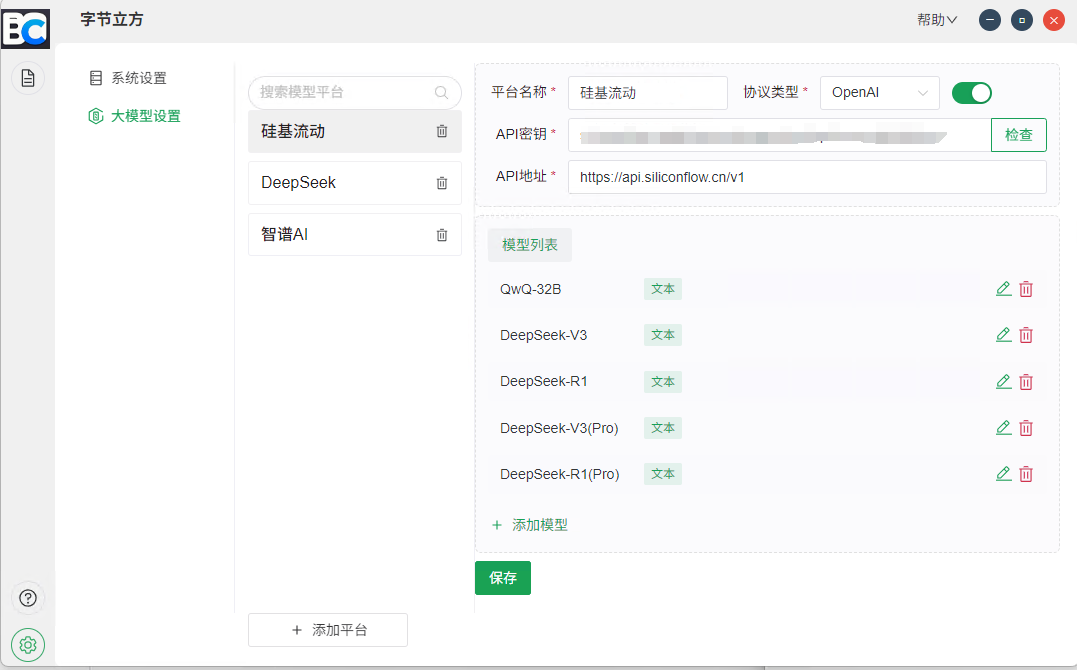 BC
字节立方
帮助
系统设置
大模型设置
搜索模型平台
硅基流动
DeepSeek
智谱AI
添加平台
平台名称 * 硅基流动 协议类型 * OpenAI
API密钥 * 检查
API地址 * https://api.siliconflow.cn/v1
模型列表
QwQ-32B 文本
DeepSeek-V3 文本
DeepSeek-R1 文本
DeepSeek-V3(Pro) 文本
DeepSeek-R1(Pro) 文本
+ 添加模型
保存